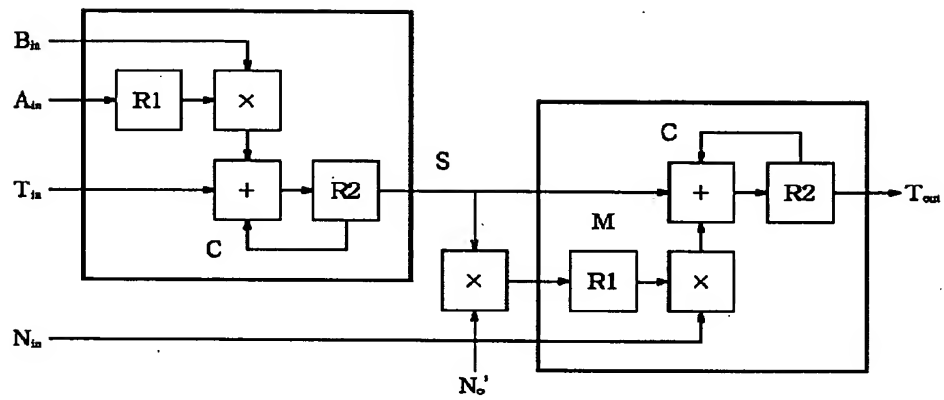 B_in
A_in
R1
×
T_in
+
R2
C
S
N_in
×
N_o'
M
R1
×
C
+
R2
T_out